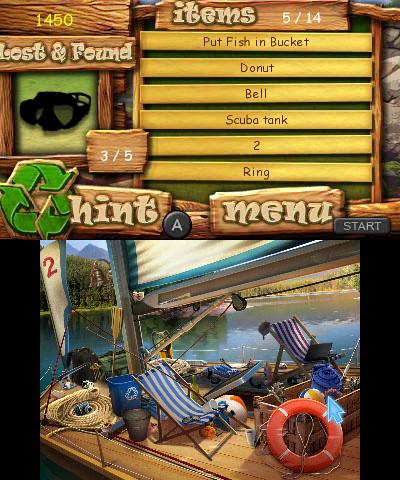 1450
items 5 / 14
Lost & Found
Put Fish in Bucket
Donut
Bell
Scuba tank
2
Ring
3 / 5
hint A menu START
2